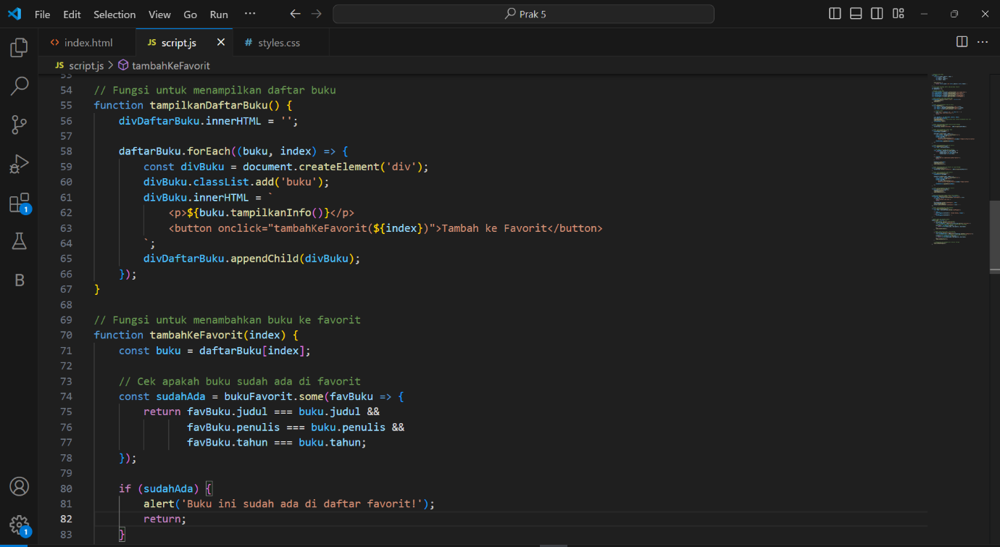 File Edit Selection View Go Run ··· Prak 5
index.html JS script.js # styles.css
JS script.js > tambahKeFavorit
53
54 // Fungsi untuk menampilkan daftar buku
55 function tampilkanDaftarBuku() {
56 divDaftarBuku.innerHTML = '';
57
58 daftarBuku.forEach((buku, index) => {
59 const divBuku = document.createElement('div');
60 divBuku.classList.add('buku');
61 divBuku.innerHTML = `
62 <p>${buku.tampilkanInfo()}</p>
63 <button onclick="tambahKeFavorit(${index})">Tambah ke Favorit</button>
64 `;
65 divDaftarBuku.appendChild(divBuku);
66 });
67 }
68
69 // Fungsi untuk menambahkan buku ke favorit
70 function tambahKeFavorit(index) {
71 const buku = daftarBuku[index];
72
73 // Cek apakah buku sudah ada di favorit
74 const sudahAda = bukuFavorit.some(favBuku => {
75 return favBuku.judul === buku.judul &&
76 favBuku.penulis === buku.penulis &&
77 favBuku.tahun === buku.tahun;
78 });
79
80 if (sudahAda) {
81 alert('Buku ini sudah ada di daftar favorit!');
82 return;
83 }
1
B
1